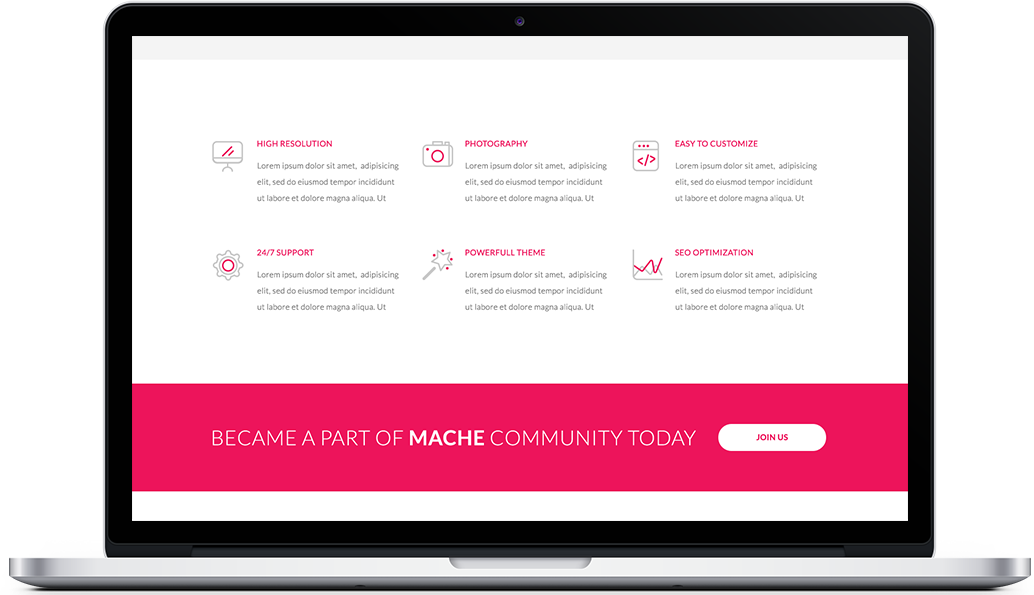 HIGH RESOLUTION
Lorem ipsum dolor sit amet, adipisicing
elit, sed do eiusmod tempor incididunt
ut labore et dolore magna aliqua. Ut
PHOTOGRAPHY
Lorem ipsum dolor sit amet, adipisicing
elit, sed do eiusmod tempor incididunt
ut labore et dolore magna aliqua. Ut
EASY TO CUSTOMIZE
Lorem ipsum dolor sit amet, adipisicing
elit, sed do eiusmod tempor incididunt
ut labore et dolore magna aliqua. Ut
24/7 SUPPORT
Lorem ipsum dolor sit amet, adipisicing
elit, sed do eiusmod tempor incididunt
ut labore et dolore magna aliqua. Ut
POWERFULL THEME
Lorem ipsum dolor sit amet, adipisicing
elit, sed do eiusmod tempor incididunt
ut labore et dolore magna aliqua. Ut
SEO OPTIMIZATION
Lorem ipsum dolor sit amet, adipisicing
elit, sed do eiusmod tempor incididunt
ut labore et dolore magna aliqua. Ut
BECAME A PART OF MACHE COMMUNITY TODAY
JOIN US